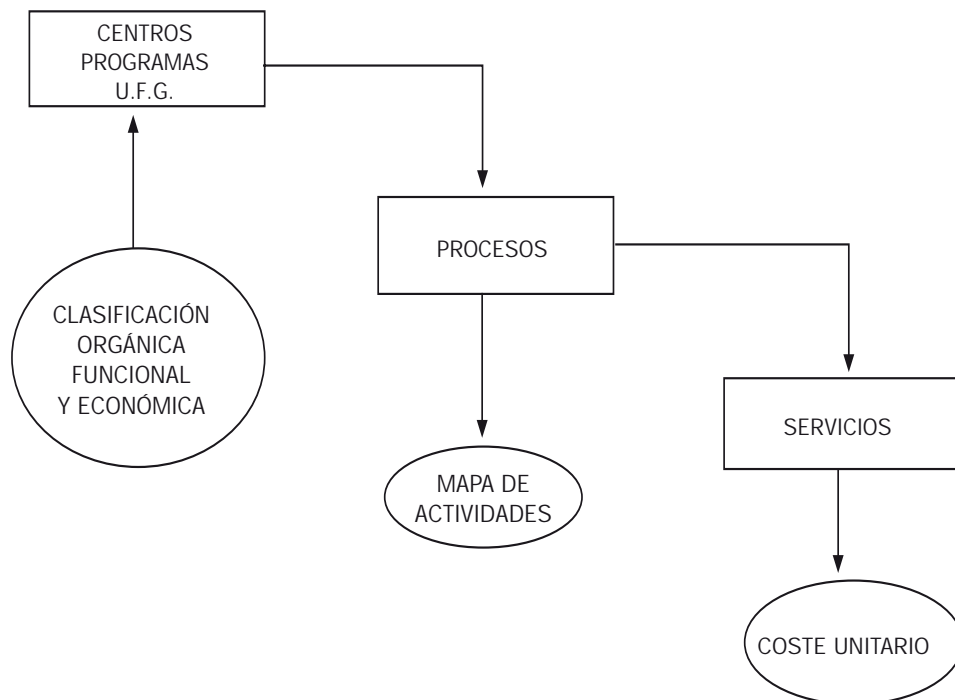 CENTROS
PROGRAMAS
U.F.G.
PROCESOS
CLASIFICACIÓN
ORGÁNICA
FUNCIONAL
Y ECONÓMICA
SERVICIOS
MAPA DE
ACTIVIDADES
COSTE UNITARIO